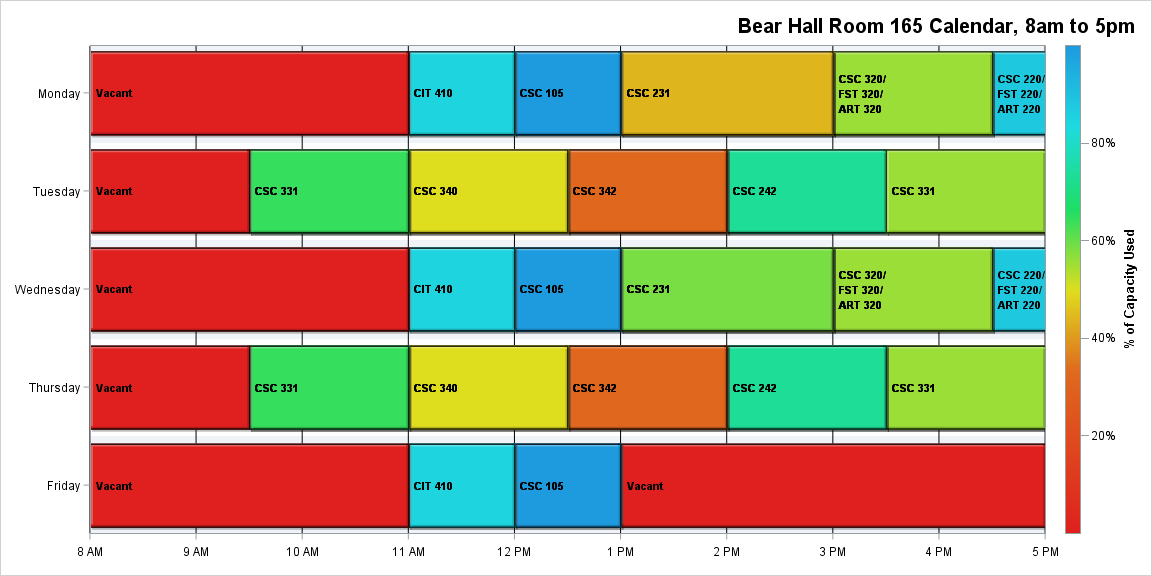 Bear Hall Room 165 Calendar, 8am to 5pm
Monday
Vacant
CIT 410
CSC 105
CSC 231
CSC 320/
FST 320/
ART 320
CSC 220/
FST 220/
ART 220
Tuesday
Vacant
CSC 331
CSC 340
CSC 342
CSC 242
CSC 331
Wednesday
Vacant
CIT 410
CSC 105
CSC 231
CSC 320/
FST 320/
ART 320
CSC 220/
FST 220/
ART 220
Thursday
Vacant
CSC 331
CSC 340
CSC 342
CSC 242
CSC 331
Friday
Vacant
CIT 410
CSC 105
Vacant
8 AM
9 AM
10 AM
11 AM
12 PM
1 PM
2 PM
3 PM
4 PM
5 PM
80%
60%
40%
20%
% of Capacity Used